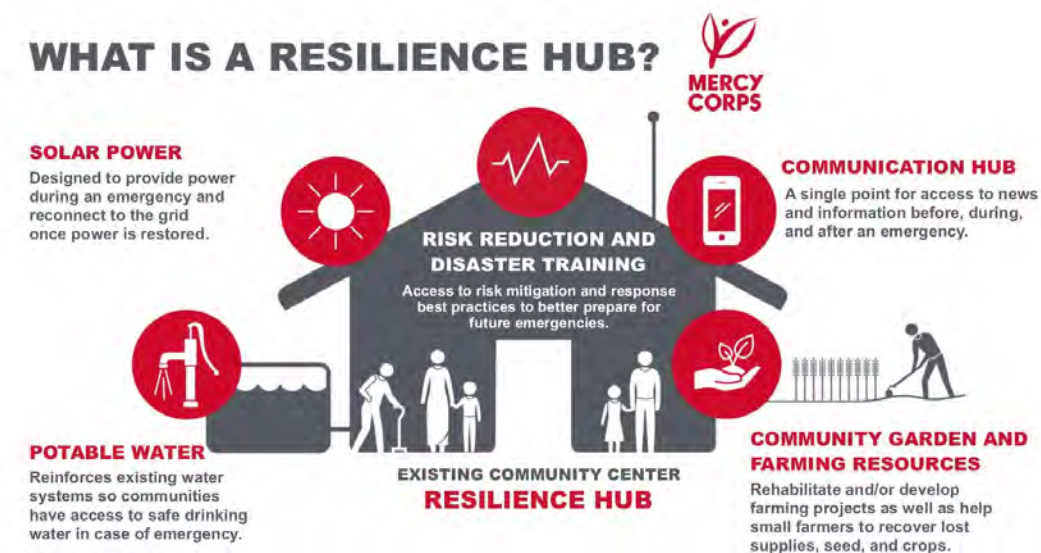 WHAT IS A RESILIENCE HUB?
MERCY
CORPS
SOLAR POWER
Designed to provide power
during an emergency and
reconnect to the grid
once power is restored.
COMMUNICATION HUB
A single point for access to news
and information before, during,
and after an emergency.
RISK REDUCTION AND
DISASTER TRAINING
Access to risk mitigation and response
best practices to better prepare for
future emergencies.
POTABLE WATER
Reinforces existing water
systems so communities
have access to safe drinking
water in case of emergency.
EXISTING COMMUNITY CENTER
RESILIENCE HUB
COMMUNITY GARDEN AND
FARMING RESOURCES
Rehabilitate and/or develop
farming projects as well as help
small farmers to recover lost
supplies, seed, and crops.